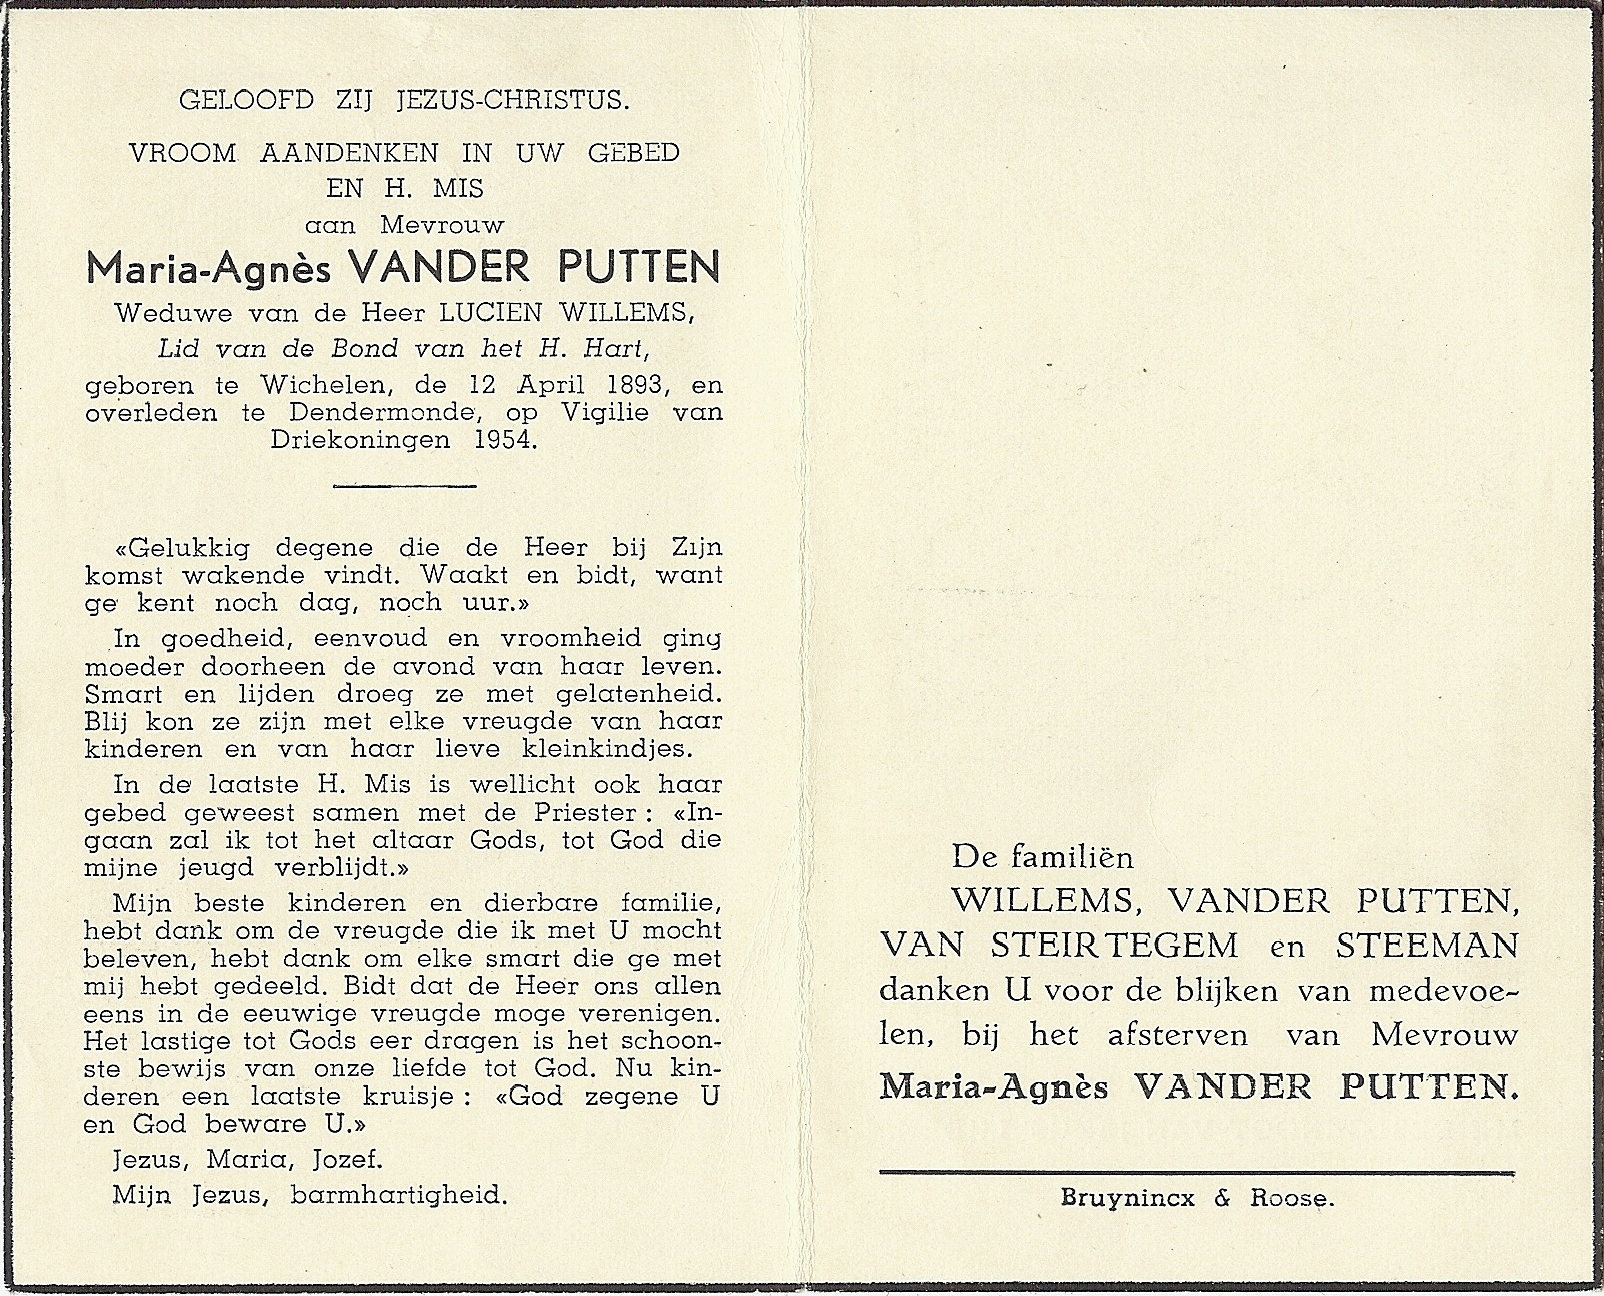 GELOOFD ZIJ JEZUS-CHRISTUS.
VROOM AANDENKEN IN UW GEBED
EN H. MIS
aan Mevrouw
Maria-Agnès VANDER PUTTEN
Weduwe van de Heer LUCIEN WILLEMS,
Lid van de Bond van het H. Hart,
geboren te Wichelen, de 12 April 1893, en
overleden te Dendermonde, op Vigilie van
Driekoningen 1954.
«Gelukkig degene die de Heer bij Zijn
komst wakende vindt. Waakt en bidt, want
ge kent noch dag, noch uur.»
In goedheid, eenvoud en vroomheid ging
moeder doorheen de avond van haar leven.
Smart en lijden droeg ze met gelatenheid.
Blij kon ze zijn met elke vreugde van haar
kinderen en van haar lieve kleinkindjes.
In de laatste H. Mis is wellicht ook haar
gebed geweest samen met de Priester : «In-
gaan zal ik tot het altaar Gods, tot God die
mijne jeugd verblijdt.»
Mijn beste kinderen en dierbare familie,
hebt dank om de vreugde die ik met U mocht
beleven, hebt dank om elke smart die ge met
mij hebt gedeeld. Bidt dat de Heer ons allen
eens in de eeuwige vreugde moge verenigen.
Het lastige tot Gods eer dragen is het schoon-
ste bewijs van onze liefde tot God. Nu kin-
deren een laatste kruisje : «God zegene U
en God beware U.»
Jezus, Maria, Jozef.
Mijn Jezus, barmhartigheid.
De familiën
WILLEMS, VANDER PUTTEN,
VAN STEIRTEGEM en STEEMAN
danken U voor de blijken van medevoe-
len, bij het afsterven van Mevrouw
Maria-Agnès VANDER PUTTEN.
Bruynincx & Roose.